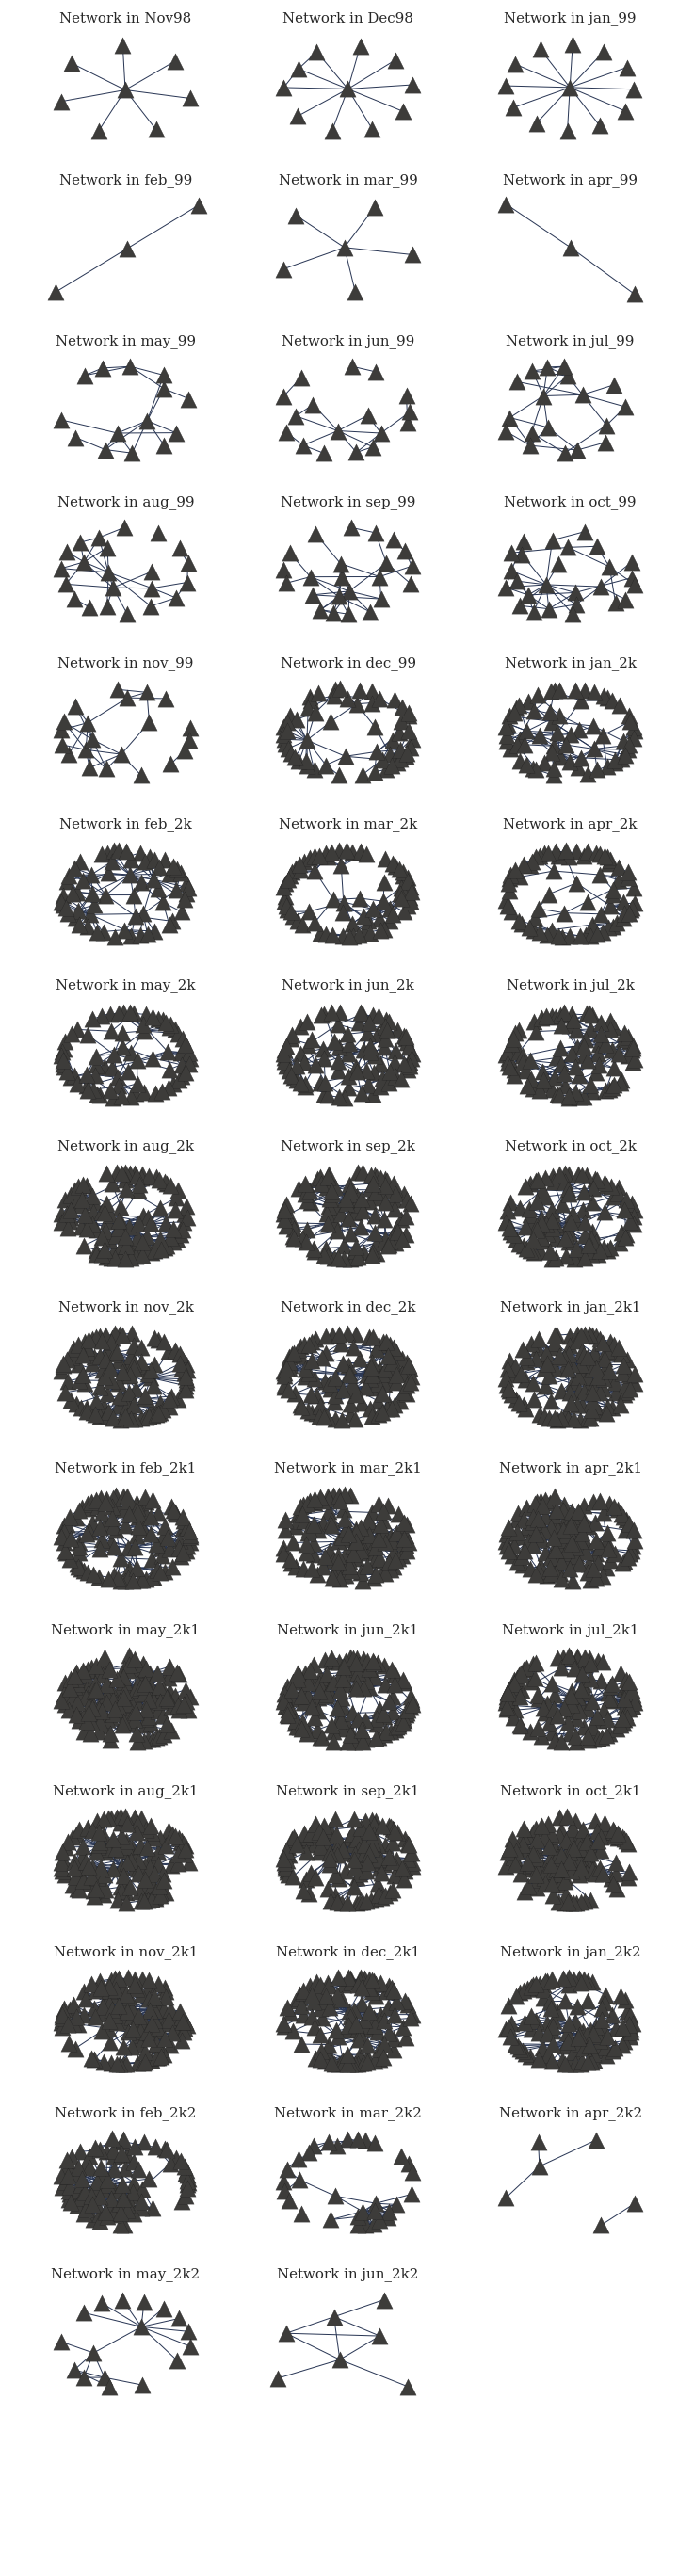 Network in Nov98
Network in Dec98
Network in jan_99
Network in feb_99
Network in mar_99
Network in apr_99
Network in may_99
Network in jun_99
Network in jul_99
Network in aug_99
Network in sep_99
Network in oct_99
Network in nov_99
Network in dec_99
Network in jan_2k
Network in feb_2k
Network in mar_2k
Network in apr_2k
Network in may_2k
Network in jun_2k
Network in jul_2k
Network in aug_2k
Network in sep_2k
Network in oct_2k
Network in nov_2k
Network in dec_2k
Network in jan_2k1
Network in feb_2k1
Network in mar_2k1
Network in apr_2k1
Network in may_2k1
Network in jun_2k1
Network in jul_2k1
Network in aug_2k1
Network in sep_2k1
Network in oct_2k1
Network in nov_2k1
Network in dec_2k1
Network in jan_2k2
Network in feb_2k2
Network in mar_2k2
Network in apr_2k2
Network in may_2k2
Network in jun_2k2